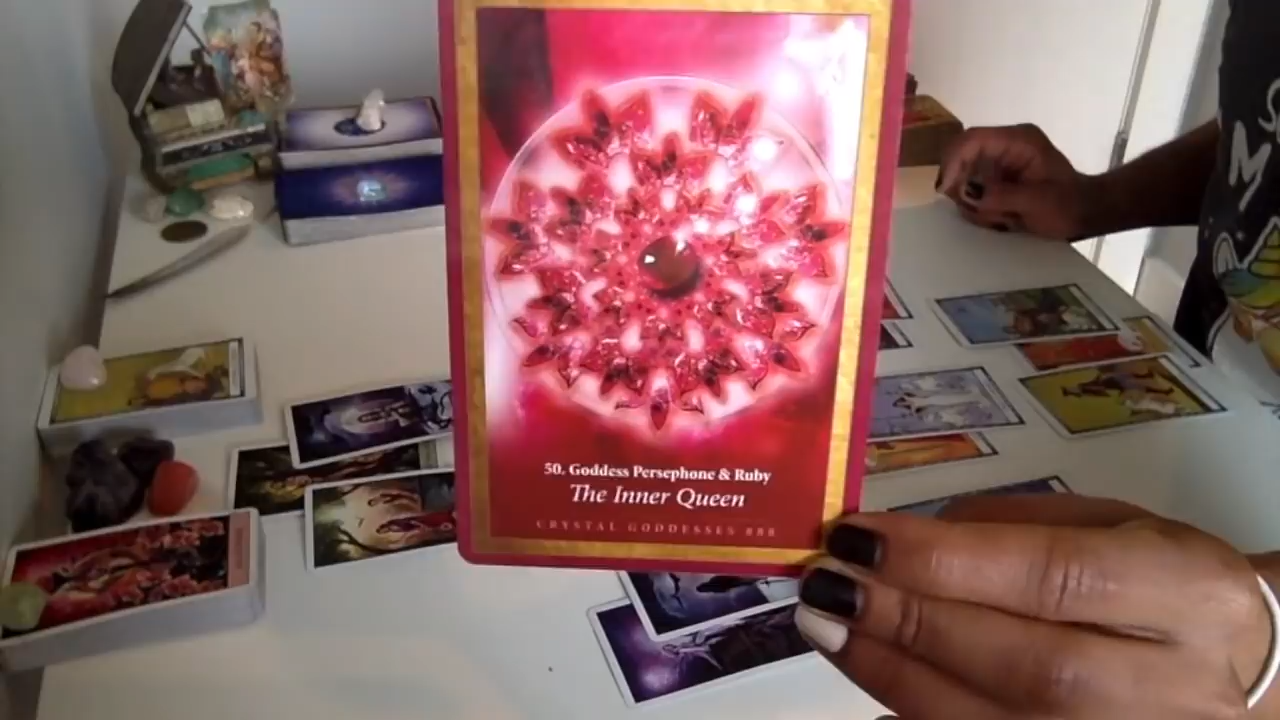 50. Goddess Persephone & Ruby
The Inner Queen
CRYSTAL GODDESSES 888